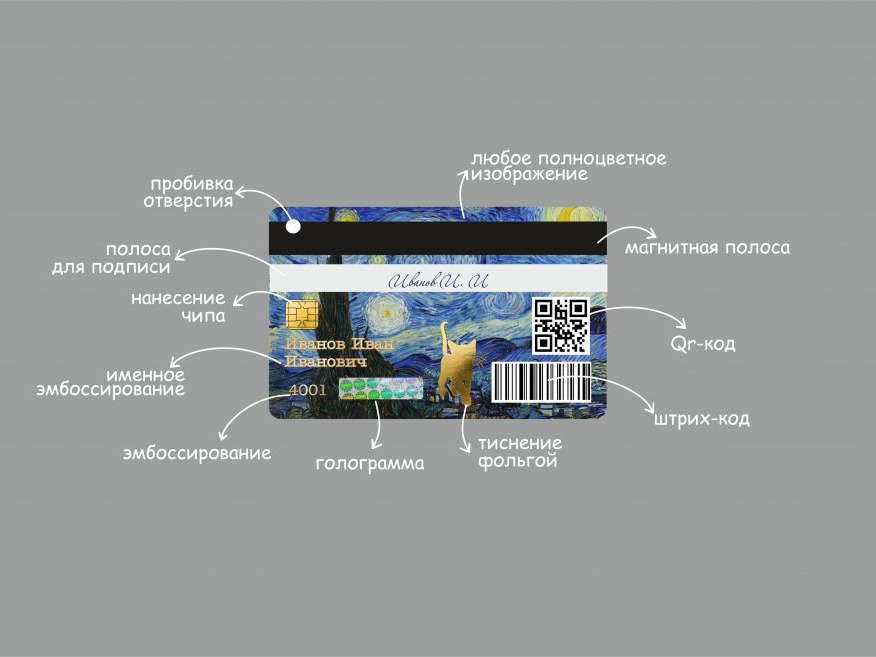 любое полноцветное
изображение
пробивка
отверстия
магнитная полоса
полоса
для подписи
Иванов И. И
нанесение
чипа
Qr-код
Иванов Иван
Иванович
именное
эмбоссирование
4001
штрих-код
эмбоссирование
голограмма
тиснение
фольгой